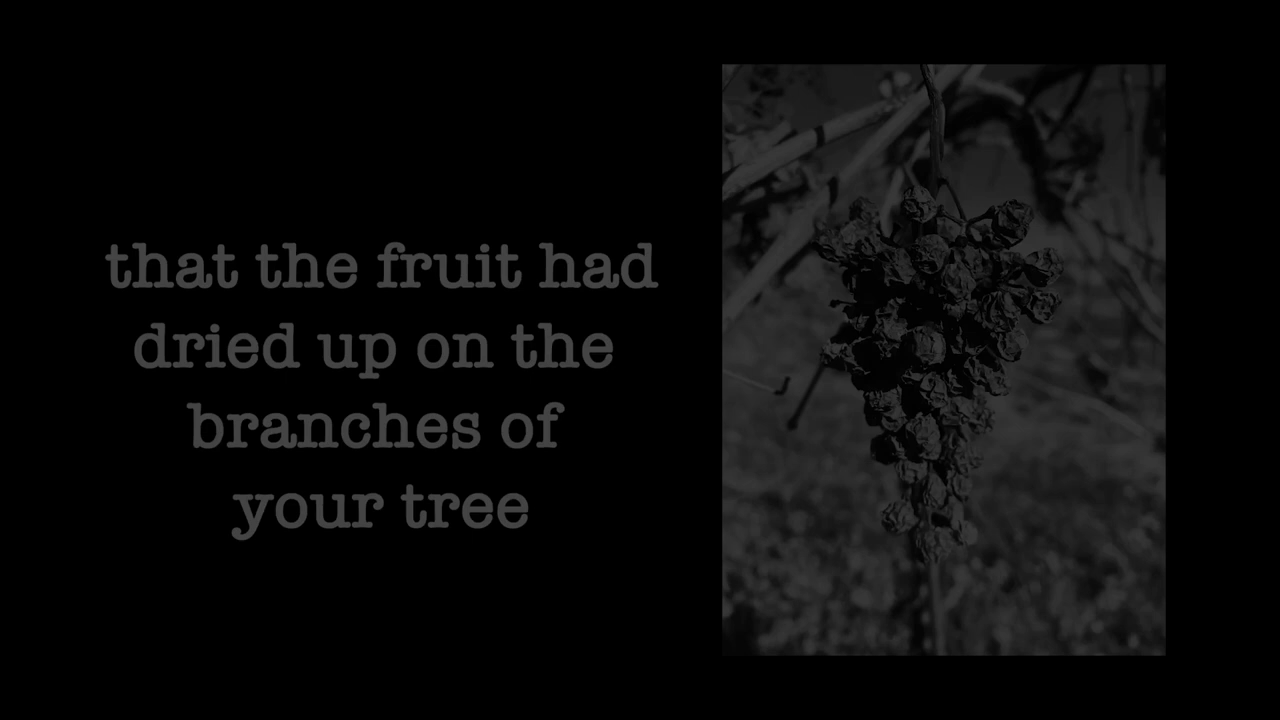 that the fruit had
dried up on the
branches of
your tree